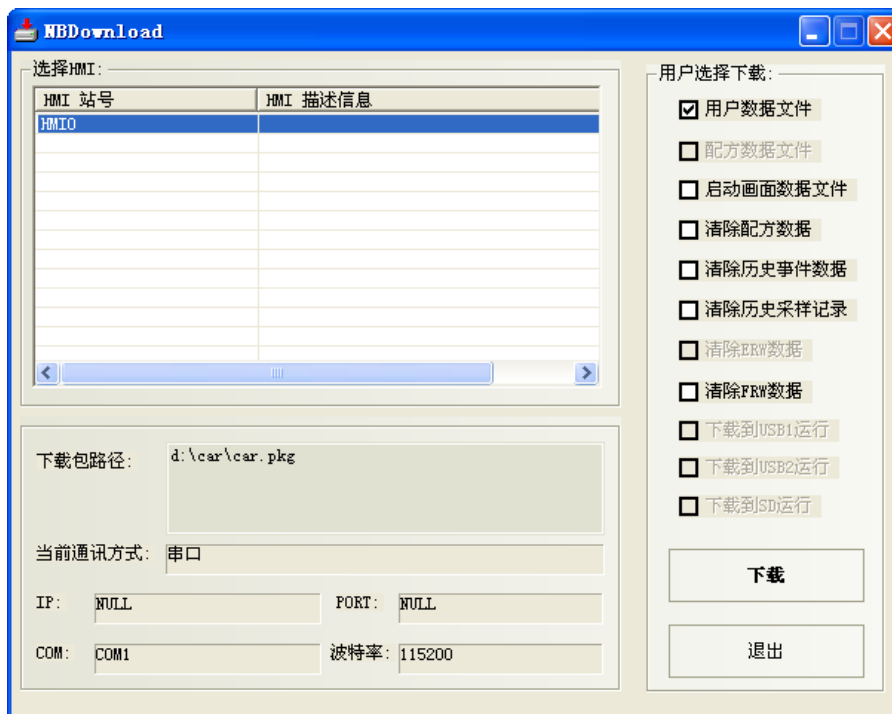 NBDownload
选择HMI:
HMI 站号 HMI 描述信息
HMI0
下载包路径: d:\car\car.pkg
当前通讯方式: 串口
IP: NULL PORT: NULL
COM: COM1 波特率: 115200
用户选择下载:
用户数据文件
配方数据文件
启动画面数据文件
清除配方数据
清除历史事件数据
清除历史采样记录
清除ERW数据
清除FRW数据
下载到USB1运行
下载到USB2运行
下载到SD运行
下载
退出